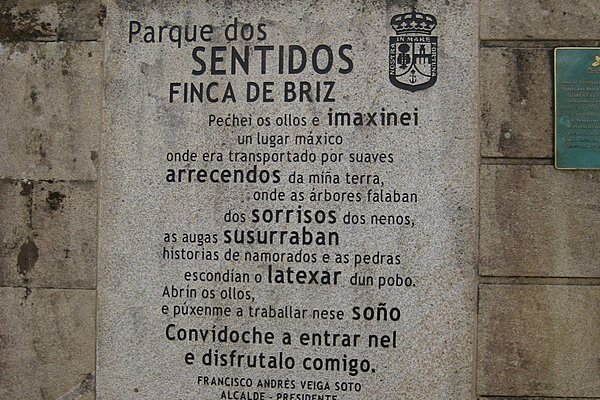 Parque dos
SENTIDOS
FINCA DE BRIZ
Pechei os ollos e imaxinei
un lugar máxico
onde era transportado por suaves
arrecendos da miña terra,
onde as árbores falaban
dos sorrisos dos nenos,
as augas susurraban
historias de namorados e as pedras
escondían o latexar dun pobo.
Abrín os ollos,
e púxenme a traballar nese soño
Convidoche a entrar nel
e disfrutalo comigo.
FRANCISCO ANDRÉS VEIGA SOTO
ALCALDE - PRESIDENTE